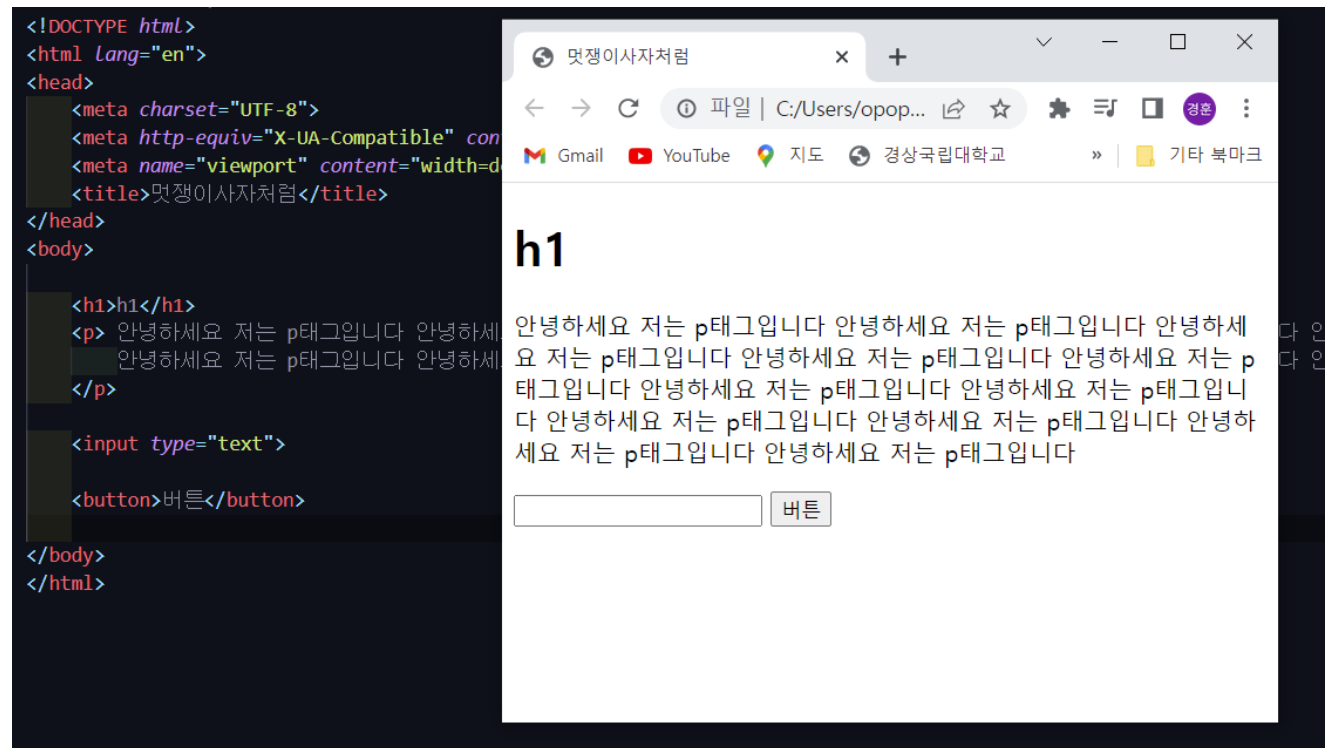 <!DOCTYPE html>
<html lang="en">
<head>
<meta charset="UTF-8">
<meta http-equiv="X-UA-Compatible" con
<meta name="viewport" content="width=d
<title>멋쟁이사자처럼</title>
</head>
<body>
<h1>h1</h1>
<p> 안녕하세요 저는 p태그입니다 안녕하세 다 안
안녕하세요 저는 p태그입니다 안녕하세 다 안
</p>
<input type="text">
<button>버튼</button>
</body>
</html>
멋쟁이사자처럼
파일 | C:/Users/opop... 경훈
Gmail YouTube 지도 경상국립대학교 » 기타 북마크
h1
안녕하세요 저는 p태그입니다 안녕하세요 저는 p태그입니다 안녕하세
요 저는 p태그입니다 안녕하세요 저는 p태그입니다 안녕하세요 저는 p
태그입니다 안녕하세요 저는 p태그입니다 안녕하세요 저는 p태그입니
다 안녕하세요 저는 p태그입니다 안녕하세요 저는 p태그입니다 안녕하
세요 저는 p태그입니다 안녕하세요 저는 p태그입니다
버튼